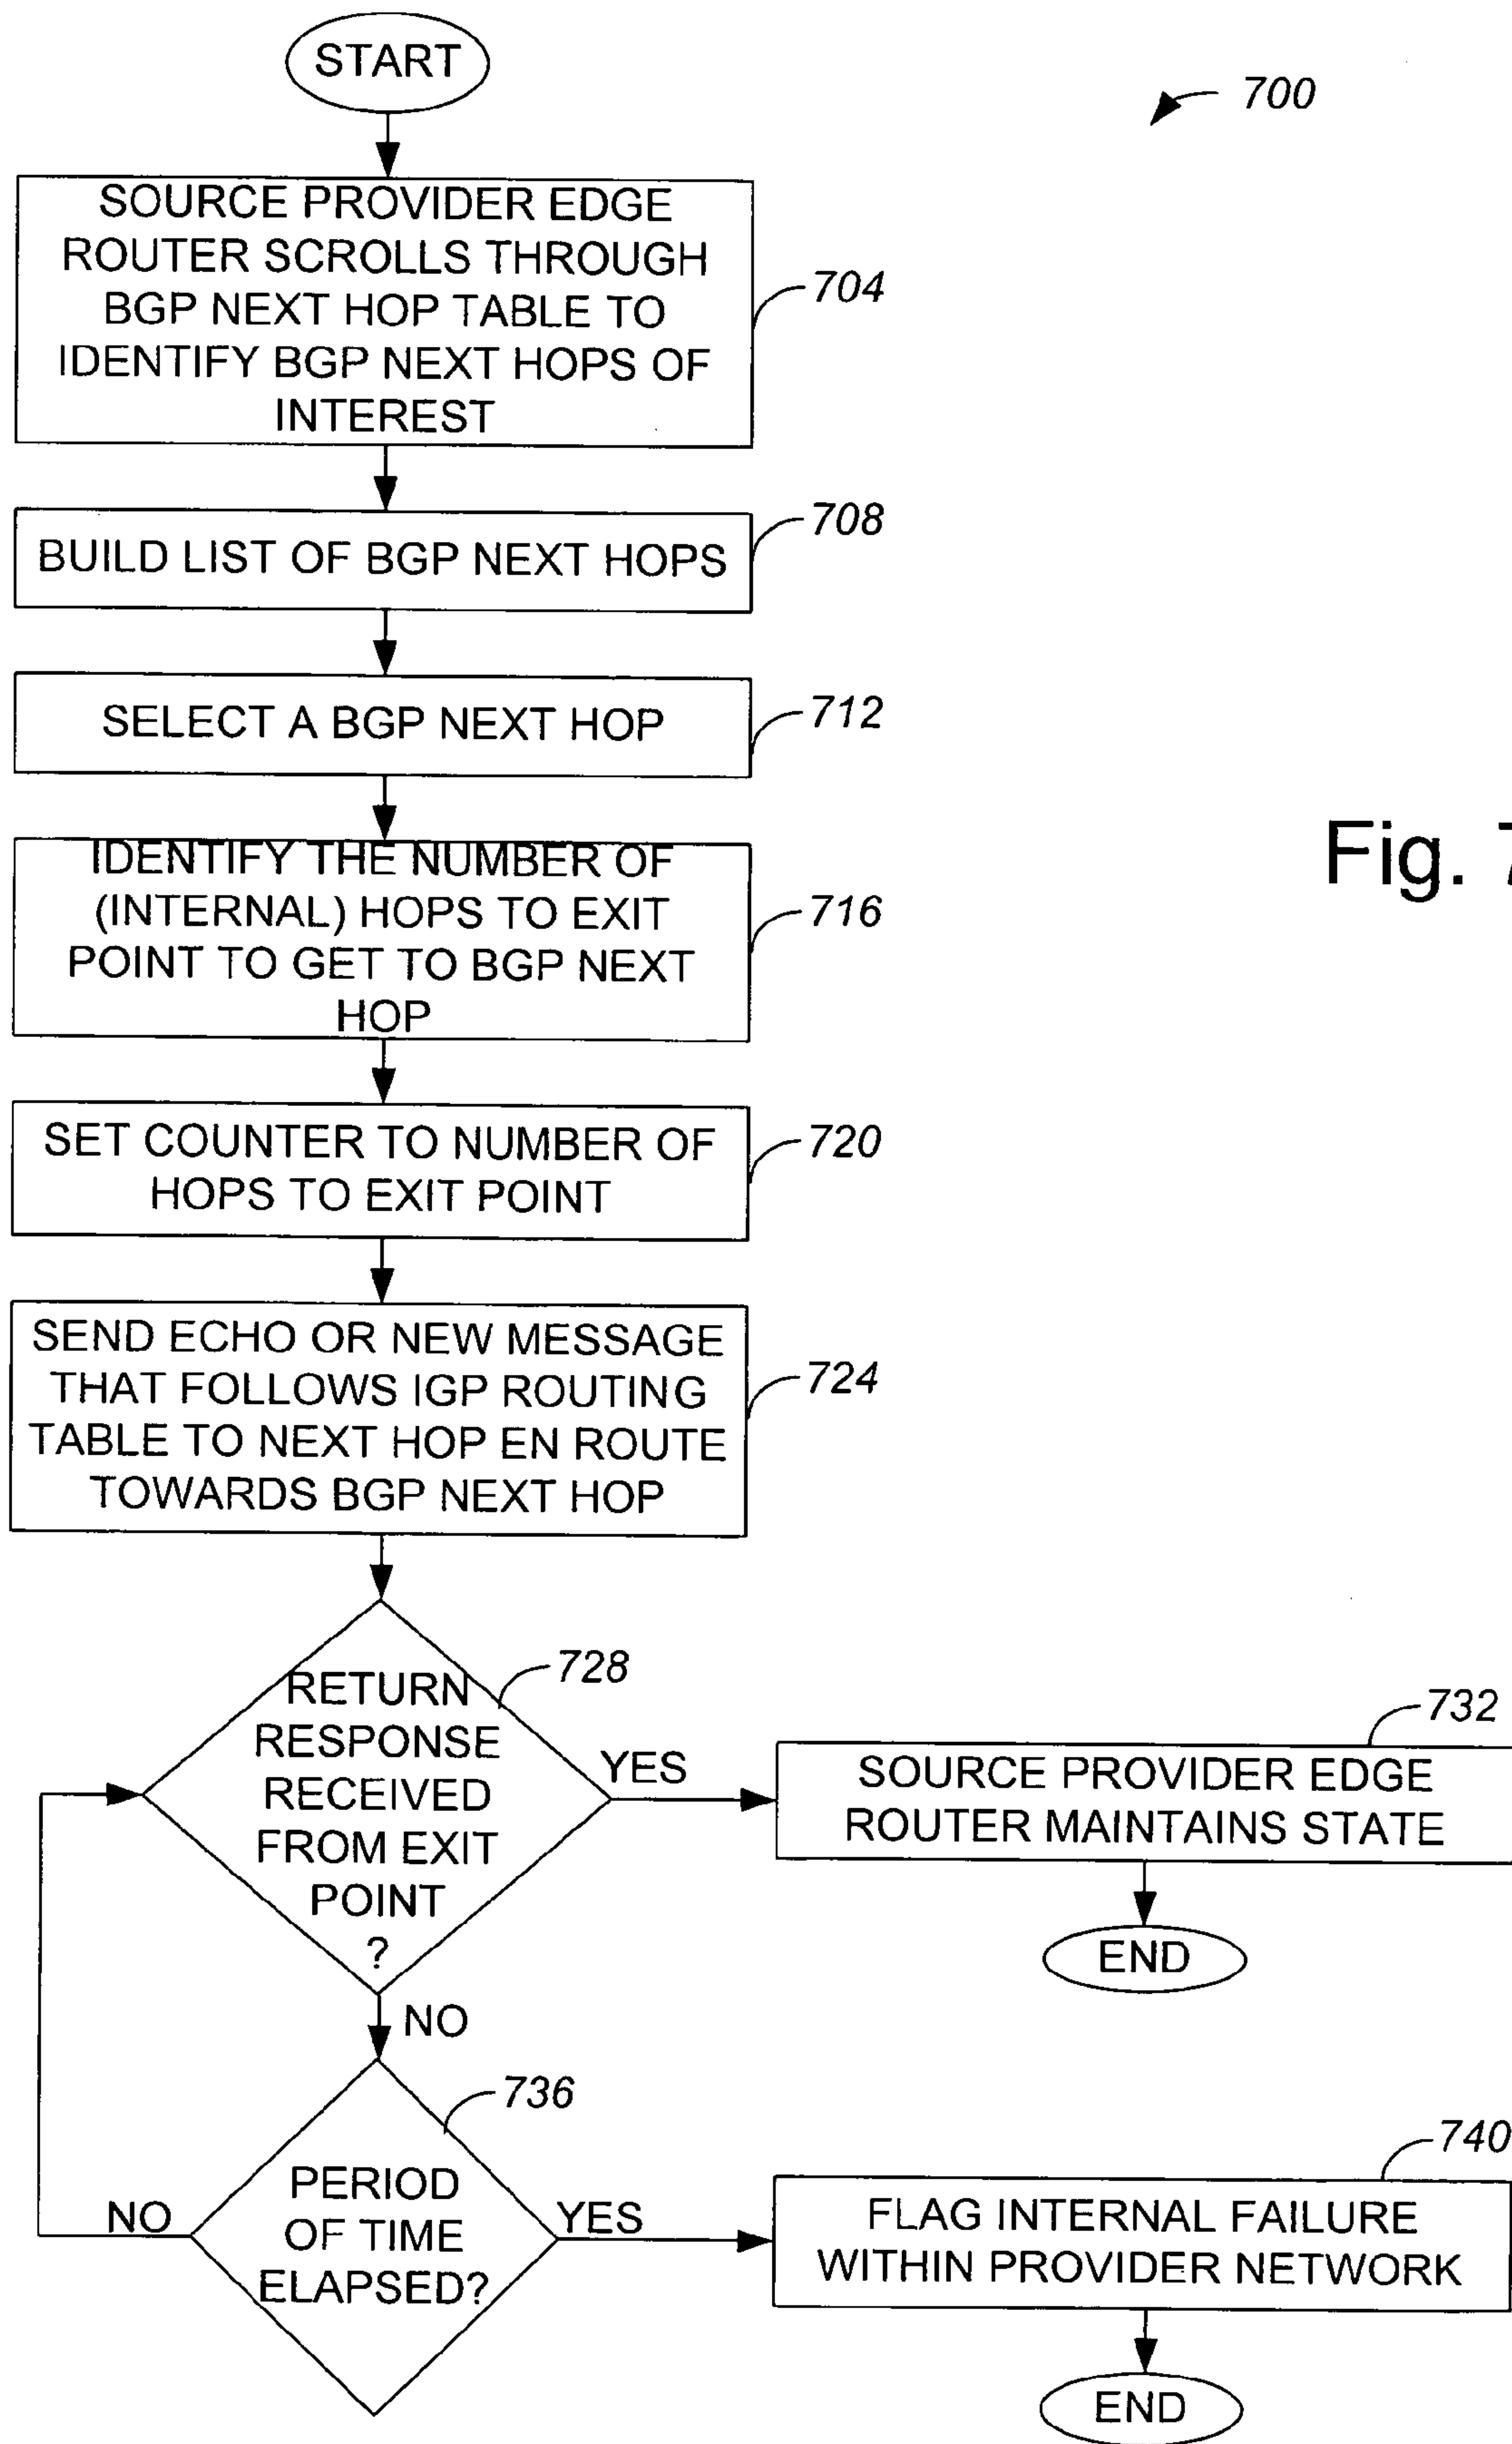 START
700
SOURCE PROVIDER EDGE
ROUTER SCROLLS THROUGH
BGP NEXT HOP TABLE TO
IDENTIFY BGP NEXT HOPS OF
INTEREST
704
BUILD LIST OF BGP NEXT HOPS
708
SELECT A BGP NEXT HOP
712
IDENTIFY THE NUMBER OF
(INTERNAL) HOPS TO EXIT
POINT TO GET TO BGP NEXT
HOP
716
Fig. 7
SET COUNTER TO NUMBER OF
HOPS TO EXIT POINT
720
SEND ECHO OR NEW MESSAGE
THAT FOLLOWS IGP ROUTING
TABLE TO NEXT HOP EN ROUTE
TOWARDS BGP NEXT HOP
724
RETURN
RESPONSE
RECEIVED
FROM EXIT
POINT
?
728
YES
SOURCE PROVIDER EDGE
ROUTER MAINTAINS STATE
732
END
NO
PERIOD
OF TIME
ELAPSED?
736
NO
YES
FLAG INTERNAL FAILURE
WITHIN PROVIDER NETWORK
740
END